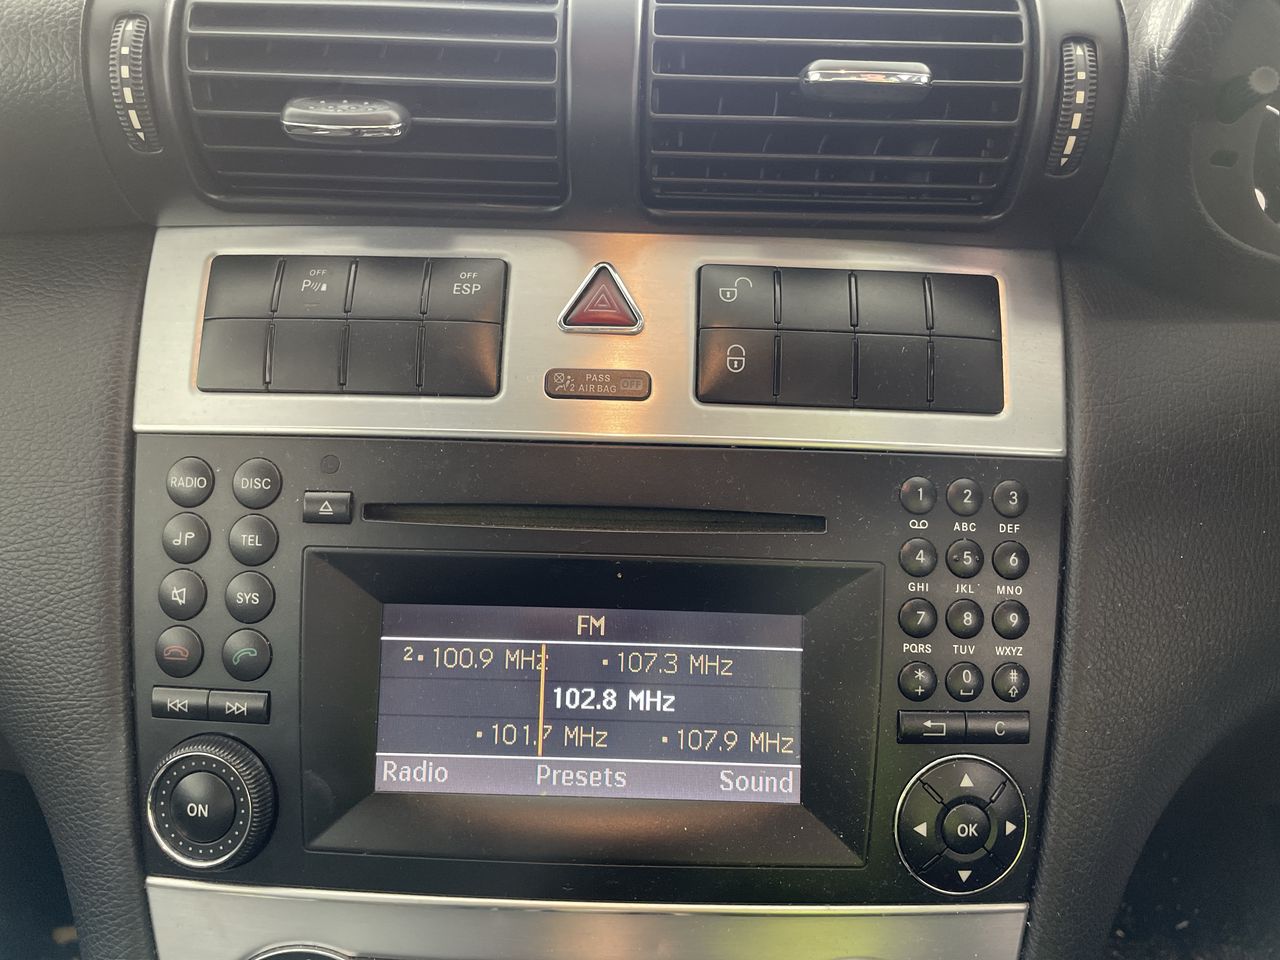 OFF
P
OFF
ESP
PASS
AIR BAG OFF
2
RADIO
DISC
TEL
SYS
ON
FM
2 100.9 MHz 107.3 MHz
102.8 MHz
101.7 MHz 107.9 MHz
Radio Presets Sound
1 2 3
ABC DEF
4 5 6
GHI JKL MNO
7 8 9
PQRS TUV WXYZ
* 0 #
+
C
OK